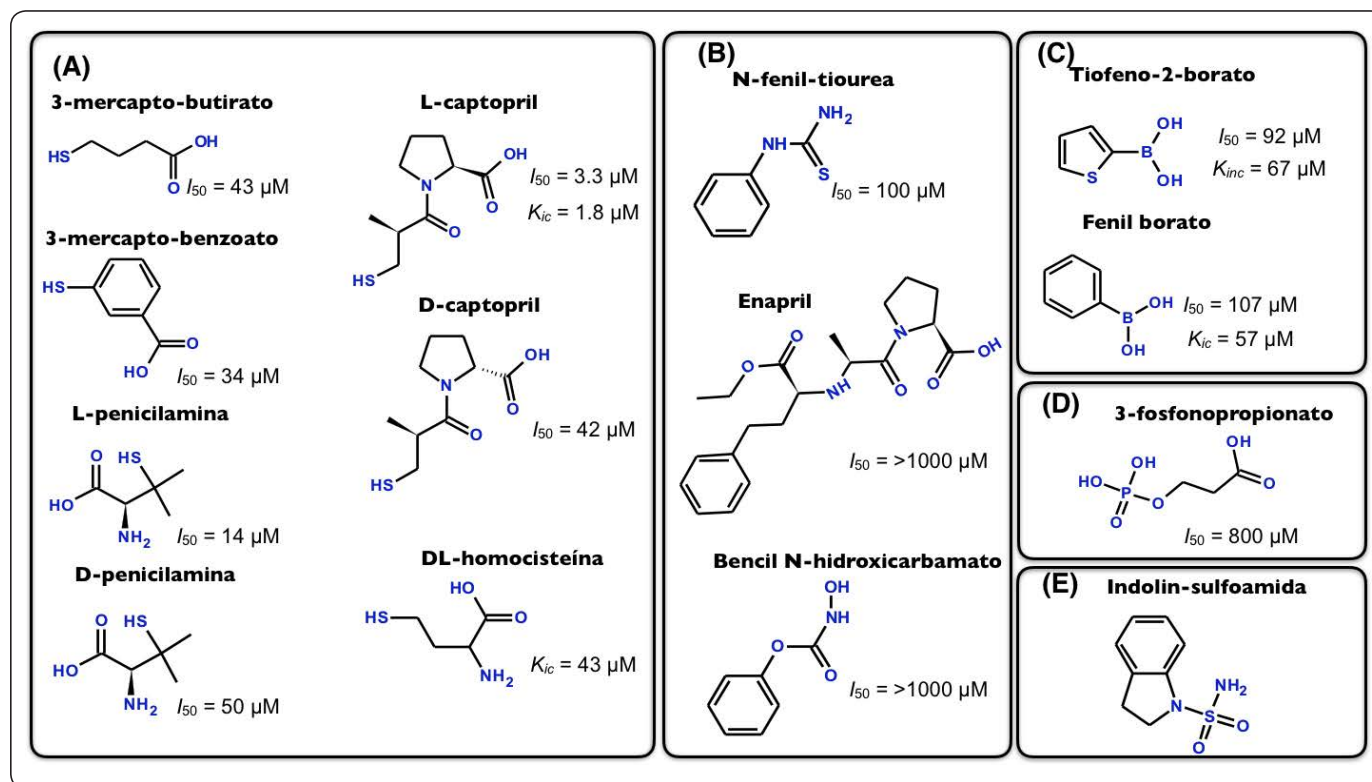 (A)
3-mercapto-butirato
HS
OH
O
I50 = 43 µM
3-mercapto-benzoato
HS
O
HO
I50 = 34 µM
L-penicilamina
O
HS
HO
NH2
I50 = 14 µM
D-penicilamina
O
HS
HO
NH2
I50 = 50 µM
L-captopril
OH
N
O
O
HS
I50 = 3.3 µM
Kic = 1.8 µM
D-captopril
OH
N
O
O
HS
I50 = 42 µM
DL-homocisteína
HO
HS
O
NH2
Kic = 43 µM
(B)
N-fenil-tiourea
NH2
NH
S
I50 = 100 µM
Enapril
O
O
N
OH
NH
O
O
I50 = >1000 µM
Bencil N-hidroxicarbamato
OH
NH
O
O
I50 = >1000 µM
(C)
Tiofeno-2-borato
OH
B
S
OH
I50 = 92 µM
Kinc = 67 µM
Fenil borato
B
OH
OH
I50 = 107 µM
Kic = 57 µM
(D)
3-fosfonopropionato
OH
OH
HO
P
O
O
O
I50 = 800 µM
(E)
Indolin-sulfoamida
NH2
N
S
O
O